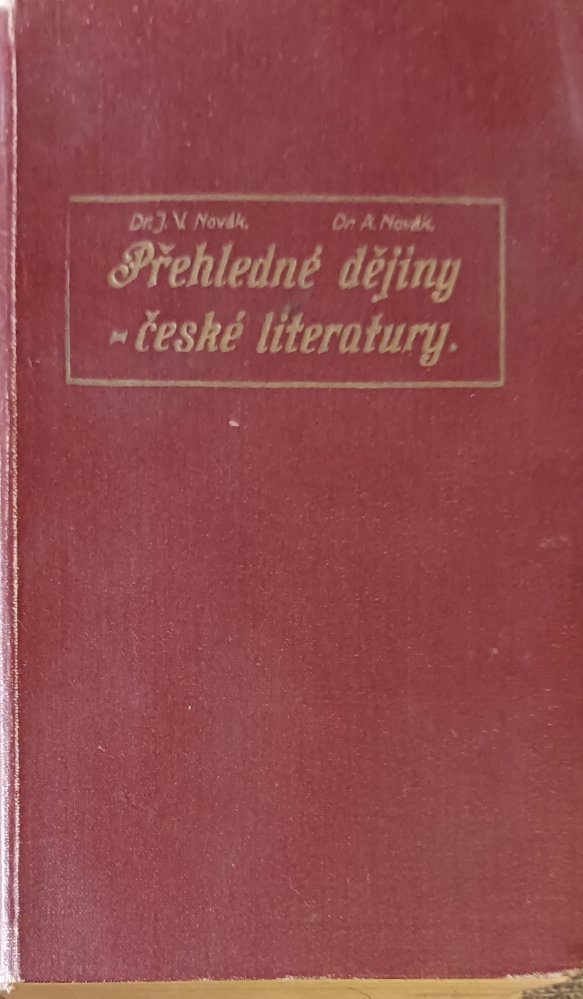 Dr. J. V. Novák. Dr. A. Novák.
Přehledné dějiny
české literatury.